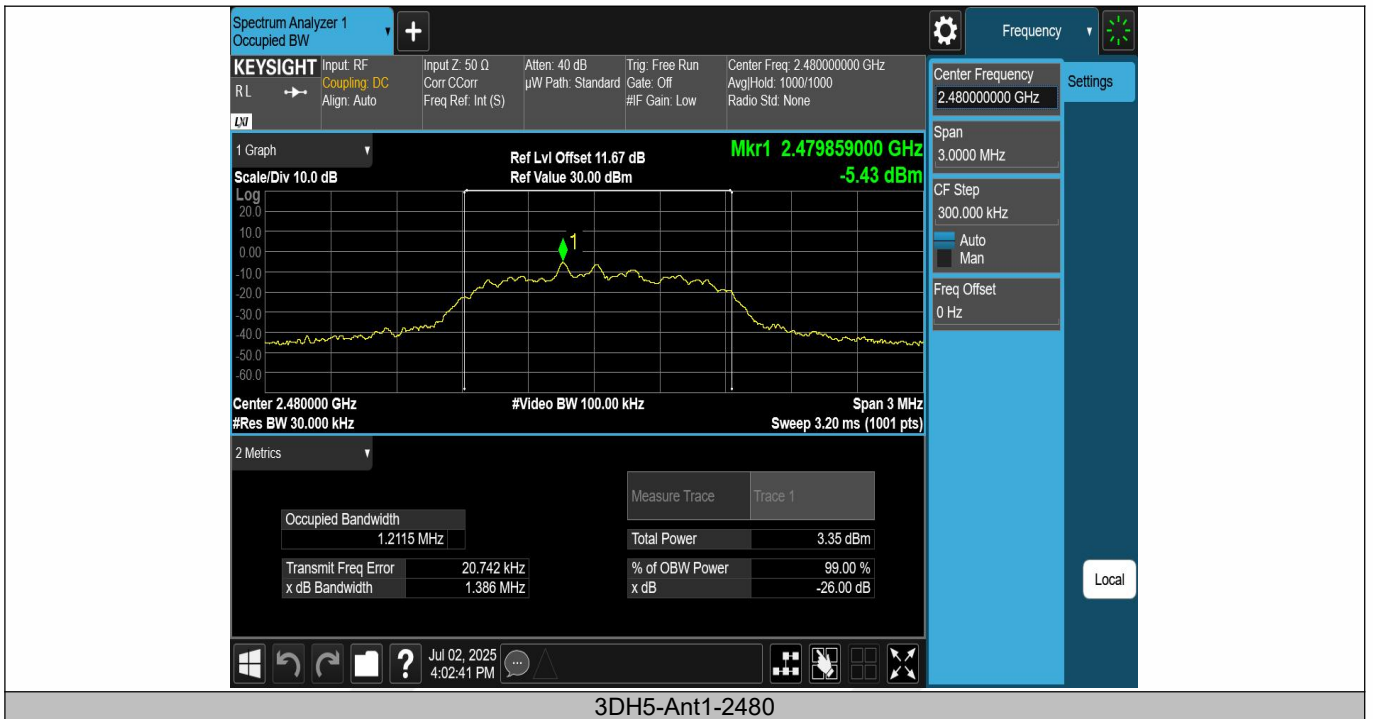 Spectrum Analyzer 1
Occupied BW
+
Frequency
KEYSIGHT
RL
LXI
Input: RF
Coupling: DC
Align: Auto
Input Z: 50 Ω
Corr CCorr
Freq Ref: Int (S)
Atten: 40 dB
µW Path: Standard
Trig: Free Run
Gate: Off
#IF Gain: Low
Center Freq: 2.480000000 GHz
Avg|Hold: 1000/1000
Radio Std: None
Center Frequency
2.480000000 GHz
Settings
Span
3.0000 MHz
CF Step
300.000 kHz
Auto
Man
Freq Offset
0 Hz
Local
1 Graph
Scale/Div 10.0 dB
Ref Lvl Offset 11.67 dB
Ref Value 30.00 dBm
Mkr1 2.479859000 GHz
-5.43 dBm
Log
20.0
10.0
0.00
-10.0
-20.0
-30.0
-40.0
-50.0
-60.0
1
Center 2.480000 GHz
#Res BW 30.000 kHz
#Video BW 100.00 kHz
Span 3 MHz
Sweep 3.20 ms (1001 pts)
2 Metrics
Measure Trace Trace 1
Occupied Bandwidth
1.2115 MHz
Total Power 3.35 dBm
Transmit Freq Error 20.742 kHz
% of OBW Power 99.00 %
x dB Bandwidth 1.386 MHz
x dB -26.00 dB
?
Jul 02, 2025
4:02:41 PM
3DH5-Ant1-2480